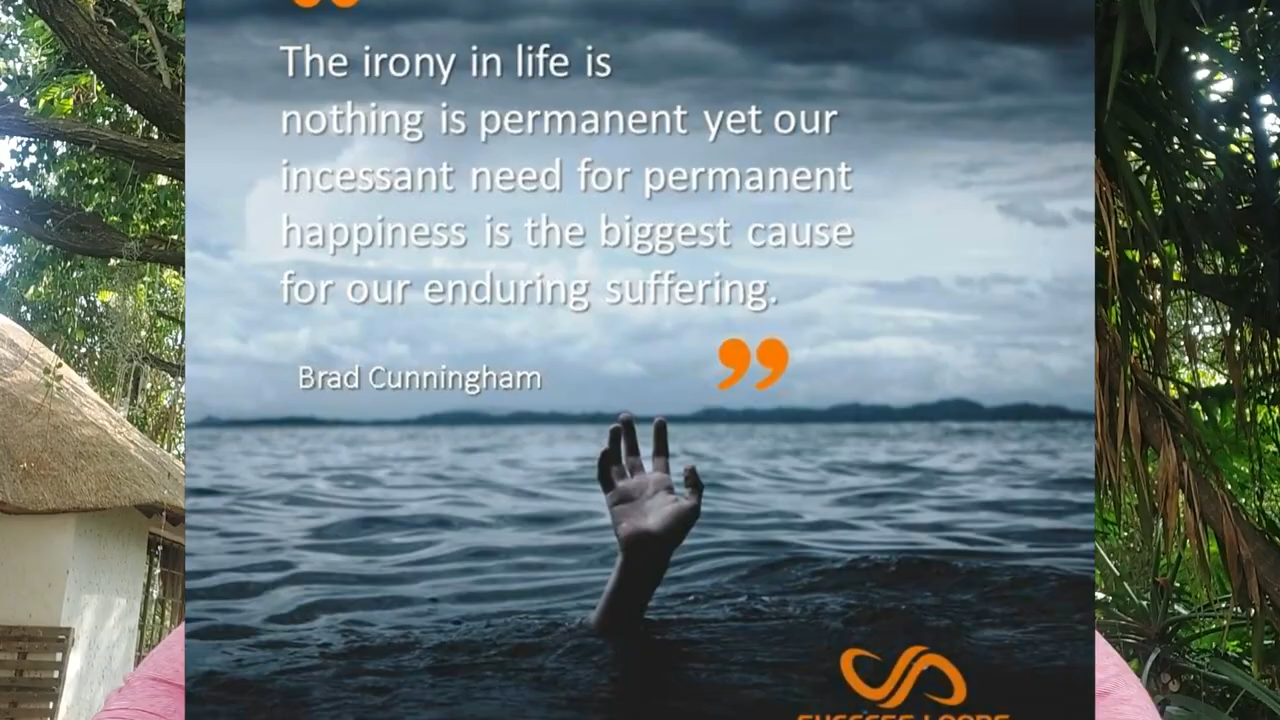 The irony in life is
nothing is permanent yet our
incessant need for permanent
happiness is the biggest cause
for our enduring suffering.
”
Brad Cunningham